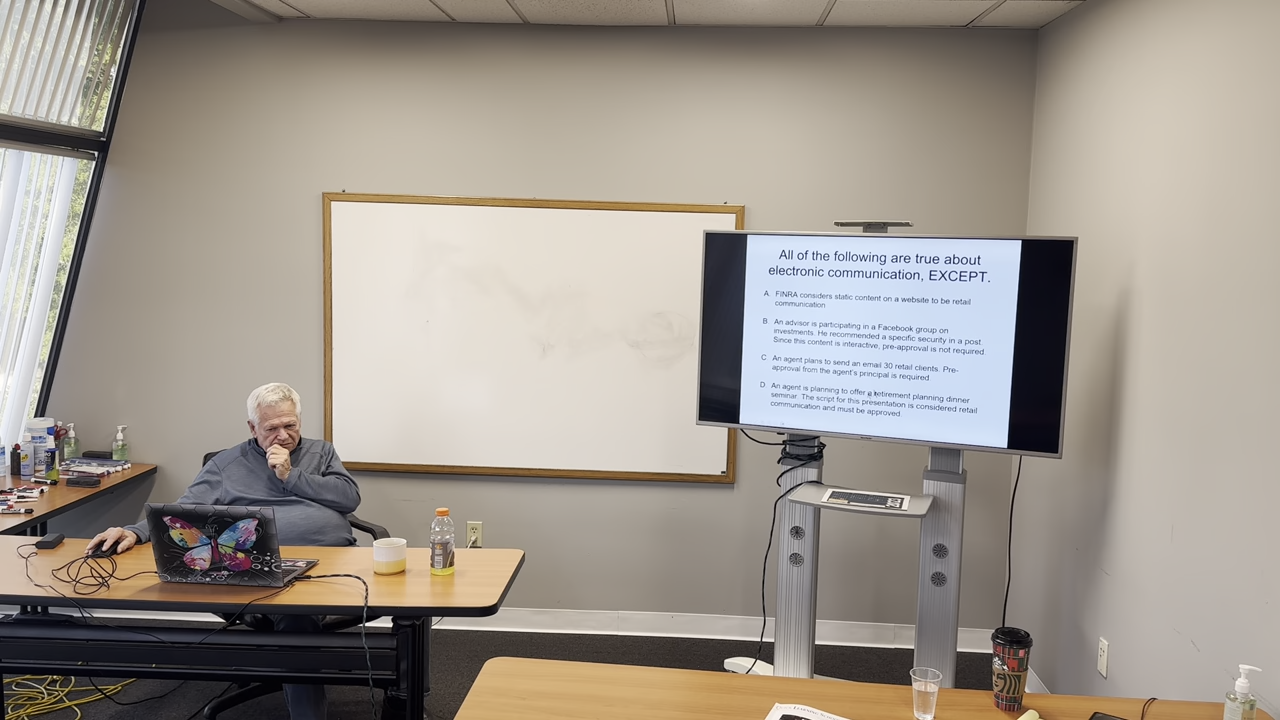 All of the following are true about
electronic communication, EXCEPT.
A. FINRA considers static content on a website to be retail
communication
B. An advisor is participating in a Facebook group on
investments. He recommended a specific security in a post.
Since this content is interactive, pre-approval is not required.
C. An agent plans to send an email 30 retail clients. Pre-
approval from the agent's principal is required
D. An agent is planning to offer a retirement planning dinner
seminar. The script for this presentation is considered retail
communication and must be approved.